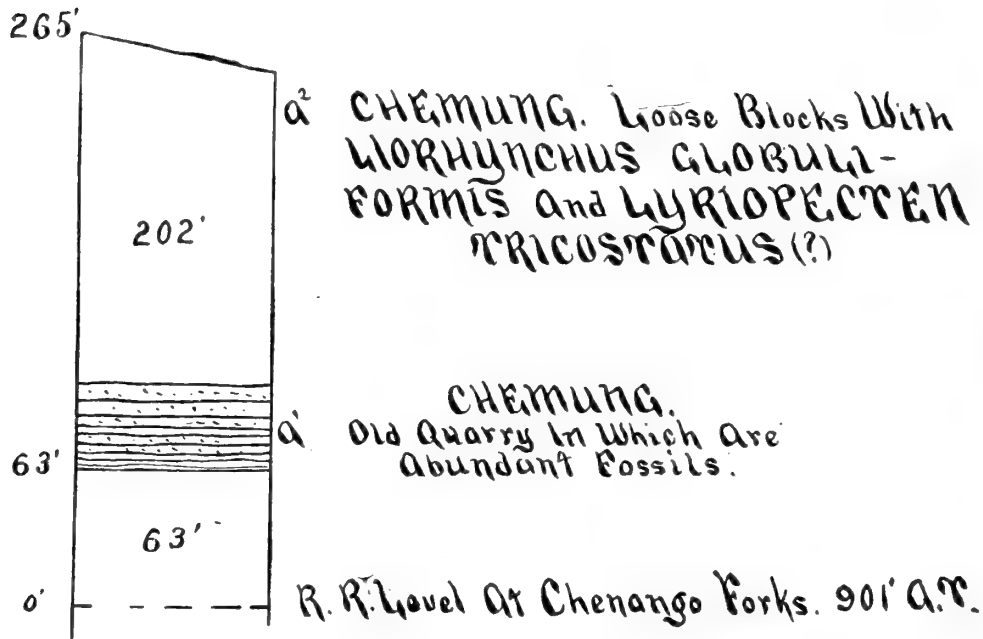 265'
a² CHEMUNG. Loose Blocks With
LIORHYNCHUS GLOBULI-
FORMIS And LYRIOPECTEN
TRICOSTATUS (?)
202'
CHEMUNG.
a¹ Old Quarry In Which Are
Abundant Fossils.
63'
63'
0' R. R. Level At Chenango Forks. 901' A.T.